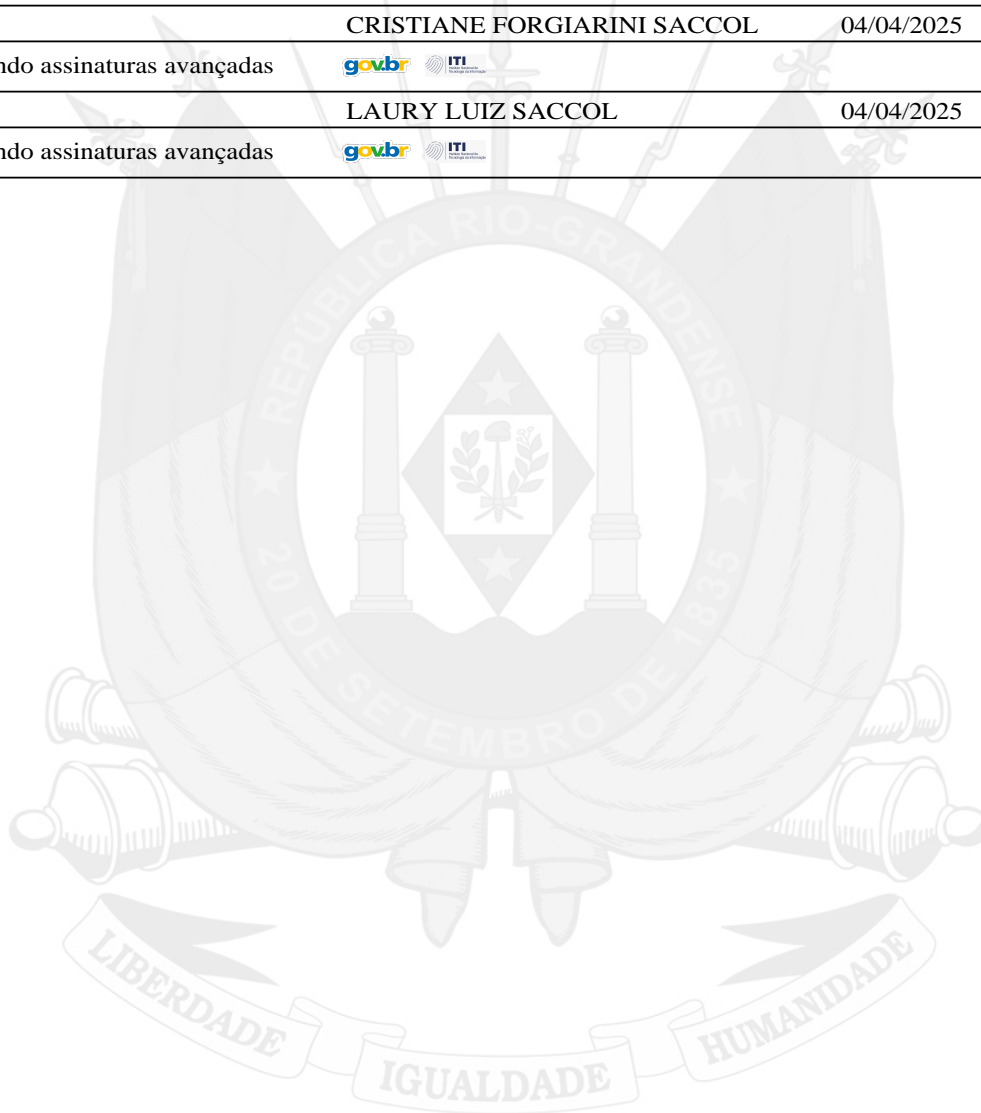 CRISTIANE FORGIARINI SACCOL 04/04/2025
ndo assinaturas avançadas gov.br ITI
LAURY LUIZ SACCOL 04/04/2025
ndo assinaturas avançadas gov.br ITI
REPÚBLICA RIO-GRANDENSE
20 DE SETEMBRO DE 1835
LIBERDADE IGUALDADE HUMANIDADE